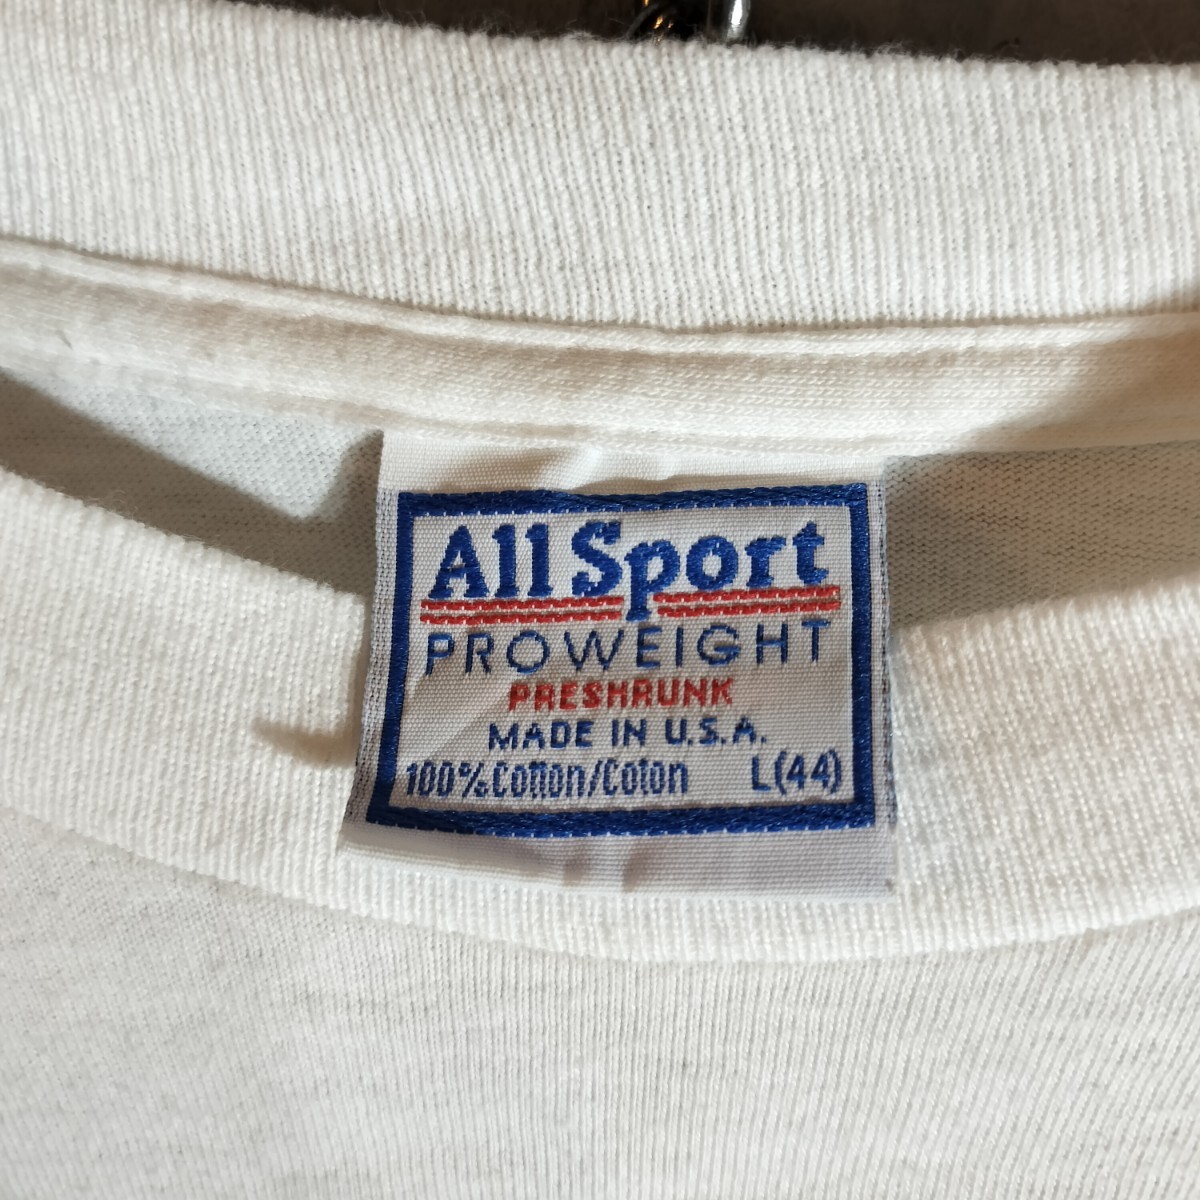 All Sport
PROWEIGHT
PRESHRUNK
MADE IN U.S.A.
100% Cotton/Coton L(44)